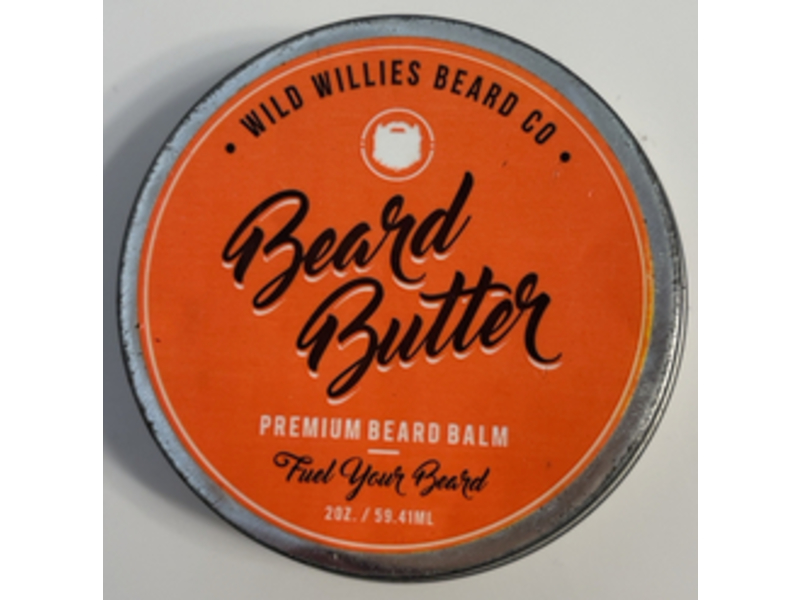 • WILD WILLIES BEARD CO •
Beard
Butter
PREMIUM BEARD BALM
Fuel Your Beard
2OZ. / 59.41ML